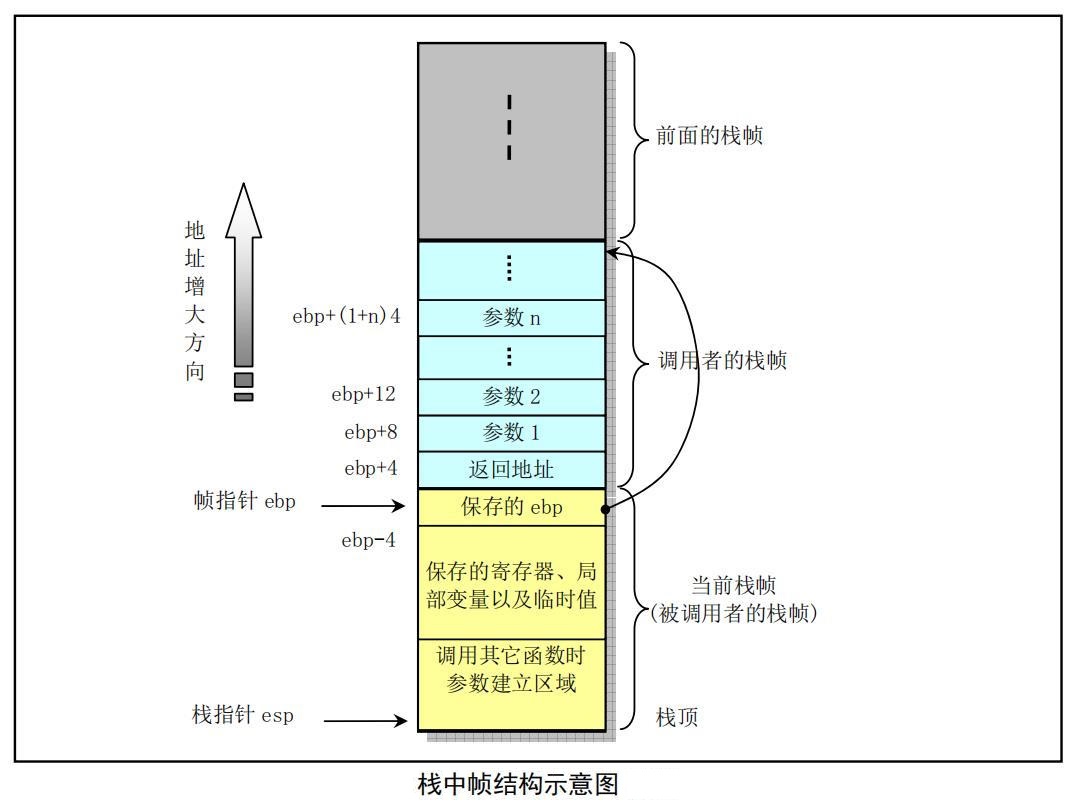 前面的栈帧
地址增大方向
ebp+(1+n)4
参数 n
调用者的栈帧
ebp+12
参数 2
ebp+8
参数 1
ebp+4
返回地址
帧指针 ebp
保存的 ebp
ebp-4
保存的寄存器、局
部变量以及临时值
当前栈帧
(被调用者的栈帧)
调用其它函数时
参数建立区域
栈指针 esp
栈顶
栈中帧结构示意图